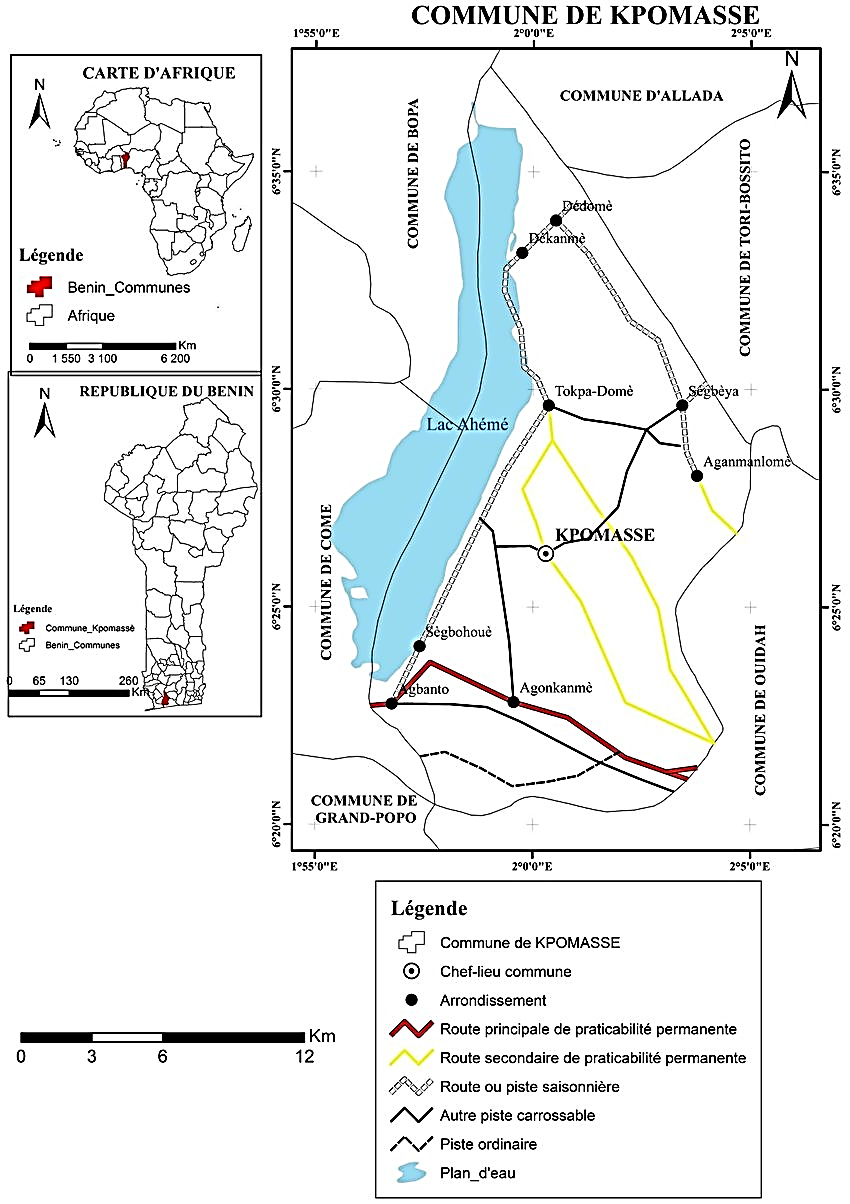 COMMUNE DE KPOMASSE
CARTE D'AFRIQUE
N
Légende
Benin_Communes
Afrique
Km
0 1 550 3 100 6 200
REPUBLIQUE DU BENIN
N
Légende
Commune_Kpomassè
Benin_Communes
0 65 130 260
Km
1°55'0"E 2°0'0"E 2°5'0"E
N
COMMUNE D'ALLADA
COMMUNE DE BOPA
COMMUNE DE TORI-BOSSITO
6°35'0"N 6°35'0"N
Dédomè
Dékanmè
6°30'0"N 6°30'0"N
Tokpa-Domè
Ségbèya
Lac Ahémé
Aganmanlomè
KPOMASSE
COMMUNE DE COME
6°25'0"N 6°25'0"N
Sègbohouè
Agbanto
Agonkanmè
COMMUNE DE OUIDAH
COMMUNE DE
GRAND-POPO
6°20'0"N 6°20'0"N
1°55'0"E 2°0'0"E 2°5'0"E
Légende
Commune de KPOMASSE
Chef-lieu commune
Arrondissement
Route principale de praticabilité permanente
Route secondaire de praticabilité permanente
Route ou piste saisonnière
Autre piste carrossable
Piste ordinaire
Plan_d'eau
Km
0 3 6 12